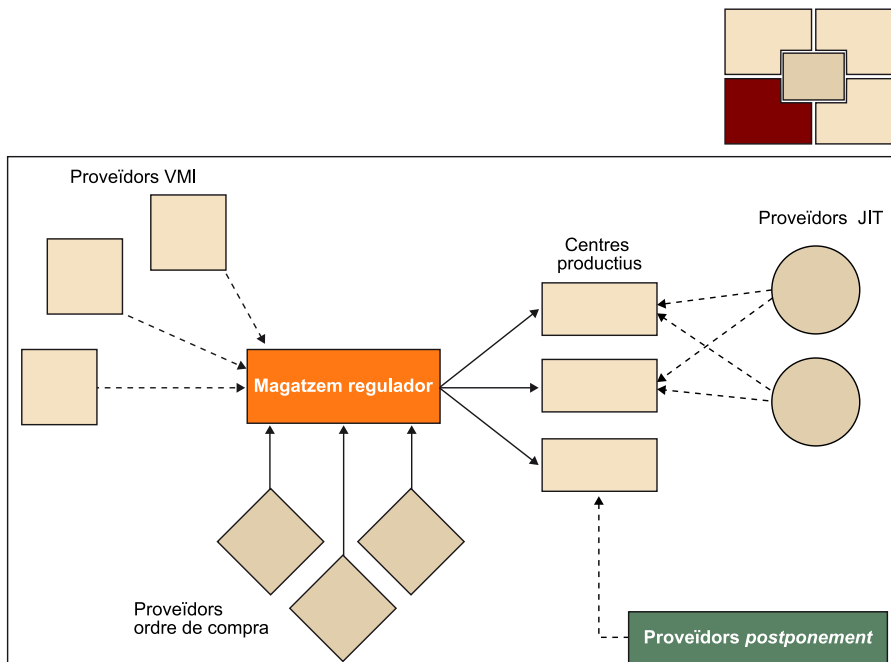 Proveïdors VMI
Proveïdors JIT
Centres
productius
Magatzem regulador
Proveïdors
ordre de compra
Proveïdors postponement